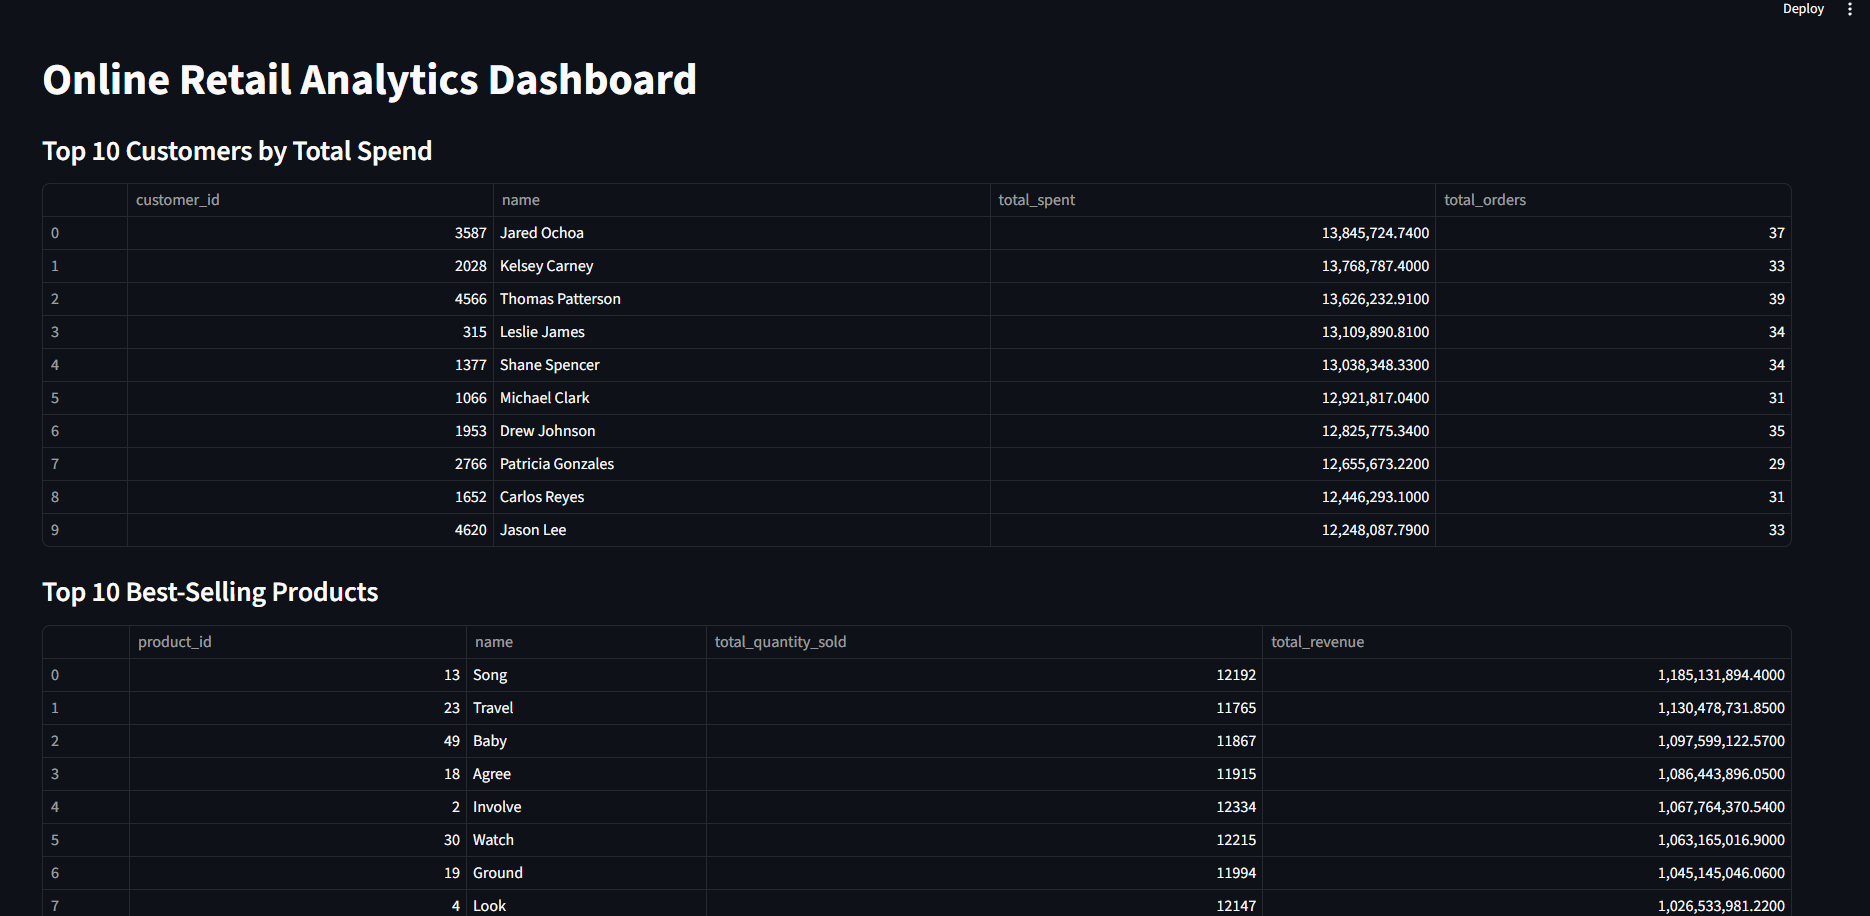 Deploy
Online Retail Analytics Dashboard
Top 10 Customers by Total Spend
customer_id name total_spent total_orders
0 3587 Jared Ochoa 13,845,724.7400 37
1 2028 Kelsey Carney 13,768,787.4000 33
2 4566 Thomas Patterson 13,626,232.9100 39
3 315 Leslie James 13,109,890.8100 34
4 1377 Shane Spencer 13,038,348.3300 34
5 1066 Michael Clark 12,921,817.0400 31
6 1953 Drew Johnson 12,825,775.3400 35
7 2766 Patricia Gonzales 12,655,673.2200 29
8 1652 Carlos Reyes 12,446,293.1000 31
9 4620 Jason Lee 12,248,087.7900 33
Top 10 Best-Selling Products
product_id name total_quantity_sold total_revenue
0 13 Song 12192 1,185,131,894.4000
1 23 Travel 11765 1,130,478,731.8500
2 49 Baby 11867 1,097,599,122.5700
3 18 Agree 11915 1,086,443,896.0500
4 2 Involve 12334 1,067,764,370.5400
5 30 Watch 12215 1,063,165,016.9000
6 19 Ground 11994 1,045,145,046.0600
7 4 Look 12147 1,026,533,981.2200